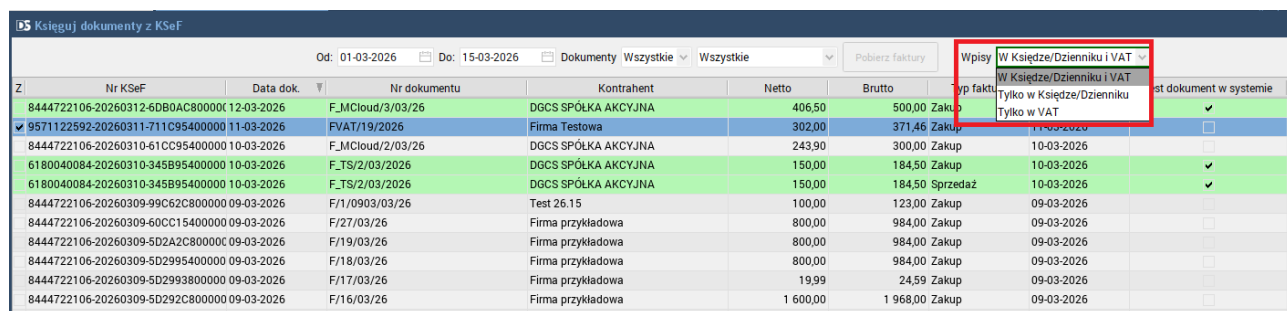 DS Księguj dokumenty z KSeF
Od: 01-03-2026 Do: 15-03-2026 Dokumenty Wszystkie Wszystkie Pobierz faktury Wpisy W Księdze/Dzienniku i VAT
W Księdze/Dzienniku i VAT
Tylko w Księdze/Dzienniku
Tylko w VAT
Z Nr KSeF Data dok. Nr dokumentu Kontrahent Netto Brutto Typ faktu est dokument w systemie
8444722106-20260312-6DB0AC80000 12-03-2026 F_MCloud/3/03/26 DGCS SPÓŁKA AKCYJNA 406,50 500,00 Zakup
9571122592-20260311-711C95400000 11-03-2026 FVAT/19/2026 Firma Testowa 302,00 371,46 Zakup 11-03-2026
8444722106-20260310-61CC95400000 10-03-2026 F_MCloud/2/03/26 DGCS SPÓŁKA AKCYJNA 243,90 300,00 Zakup 10-03-2026
6180040084-20260310-345B95400000 10-03-2026 F_TS/2/03/2026 DGCS SPÓŁKA AKCYJNA 150,00 184,50 Zakup 10-03-2026
6180040084-20260310-345B95400000 10-03-2026 F_TS/2/03/2026 DGCS SPÓŁKA AKCYJNA 150,00 184,50 Sprzedaż 10-03-2026
8444722106-20260309-99C62C800000 09-03-2026 F/1/0903/03/26 Test 26.15 100,00 123,00 Zakup 09-03-2026
8444722106-20260309-60CC15400000 09-03-2026 F/27/03/26 Firma przykładowa 800,00 984,00 Zakup 09-03-2026
8444722106-20260309-5D2A2C80000 09-03-2026 F/19/03/26 Firma przykładowa 800,00 984,00 Zakup 09-03-2026
8444722106-20260309-5D2995400000 09-03-2026 F/18/03/26 Firma przykładowa 800,00 984,00 Zakup 09-03-2026
8444722106-20260309-5D2993800000 09-03-2026 F/17/03/26 Firma przykładowa 19,99 24,59 Zakup 09-03-2026
8444722106-20260309-5D292C800000 09-03-2026 F/16/03/26 Firma przykładowa 1 600,00 1 968,00 Zakup 09-03-2026